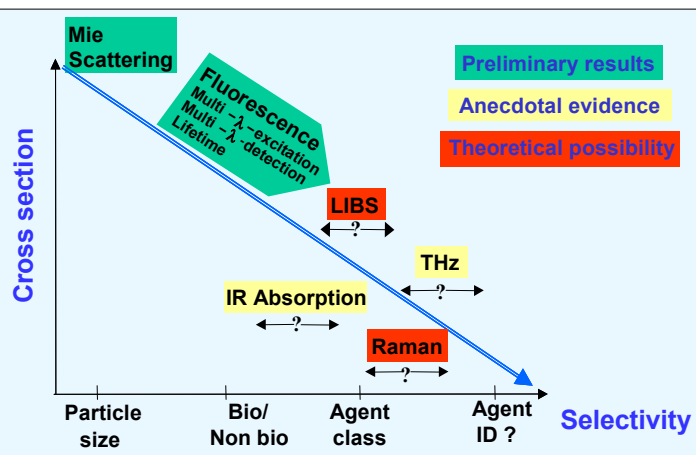 Mie
Scattering
Fluorescence
Multi -λ-excitation
Multi -λ-detection
Lifetime
Preliminary results
Anecdotal evidence
Theoretical possibility
LIBS
?
THz
?
IR Absorption
?
Raman
?
Cross section
Particle
size
Bio/
Non bio
Agent
class
Agent
ID ?
Selectivity